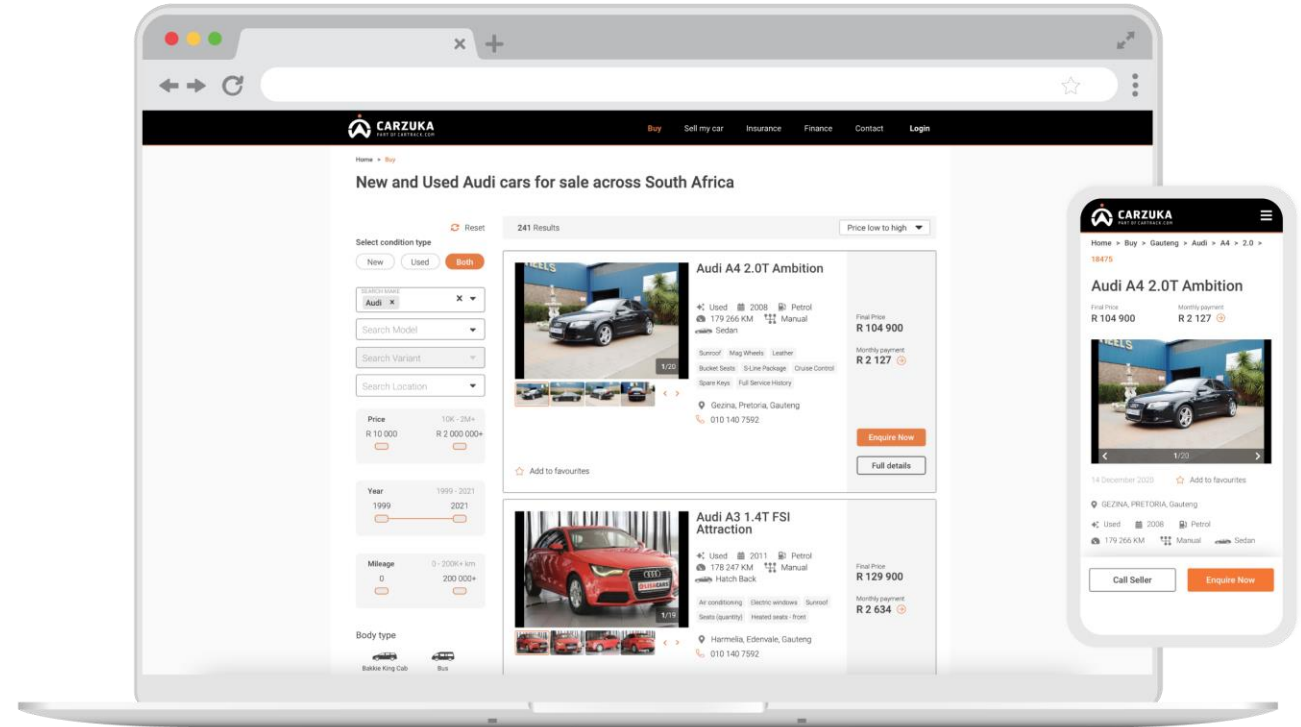 CARZUKA
PART OF CARTRACK.COM
Buy Sell my car Insurance Finance Contact Login
Home > Buy
New and Used Audi cars for sale across South Africa
Reset
241 Results
Price low to high
Select condition type
New Used Both
SEARCH MAKE
Audi ×
Search Model
Search Variant
Search Location
Price 10K - 2M+
R 10 000 R 2 000 000+
Year 1999 - 2021
1999 2021
Mileage 0 - 200K+ km
0 200 000+
Body type
Bakkie King Cab Bus
HEELS
1/20
Add to favourites
Audi A4 2.0T Ambition
Used 2008 Petrol
179 266 KM Manual
Sedan
Sunroof Mag Wheels Leather
Bucket Seats S-Line Package Cruise Control
Spare Keys Full Service History
Gezina, Pretoria, Gauteng
010 140 7592
Final Price
R 104 900
Monthly payment
R 2 127
Enquire Now
Full details
1/19
Audi A3 1.4T FSI
Attraction
Used 2011 Petrol
178 247 KM Manual
Hatch Back
Air conditioning Electric windows Sunroof
Seats (quantity) Heated seats - front
Harmelia, Edenvale, Gauteng
010 140 7592
Final Price
R 129 900
Monthly payment
R 2 634
CARZUKA
PART OF CARTRACK.COM
Home > Buy > Gauteng > Audi > A4 > 2.0 >
18475
Audi A4 2.0T Ambition
Final Price Monthly payment
R 104 900 R 2 127
HEELS
1/20
14 December 2020 Add to favourites
GEZINA, PRETORIA, Gauteng
Used 2008 Petrol
179 266 KM Manual Sedan
Call Seller Enquire Now